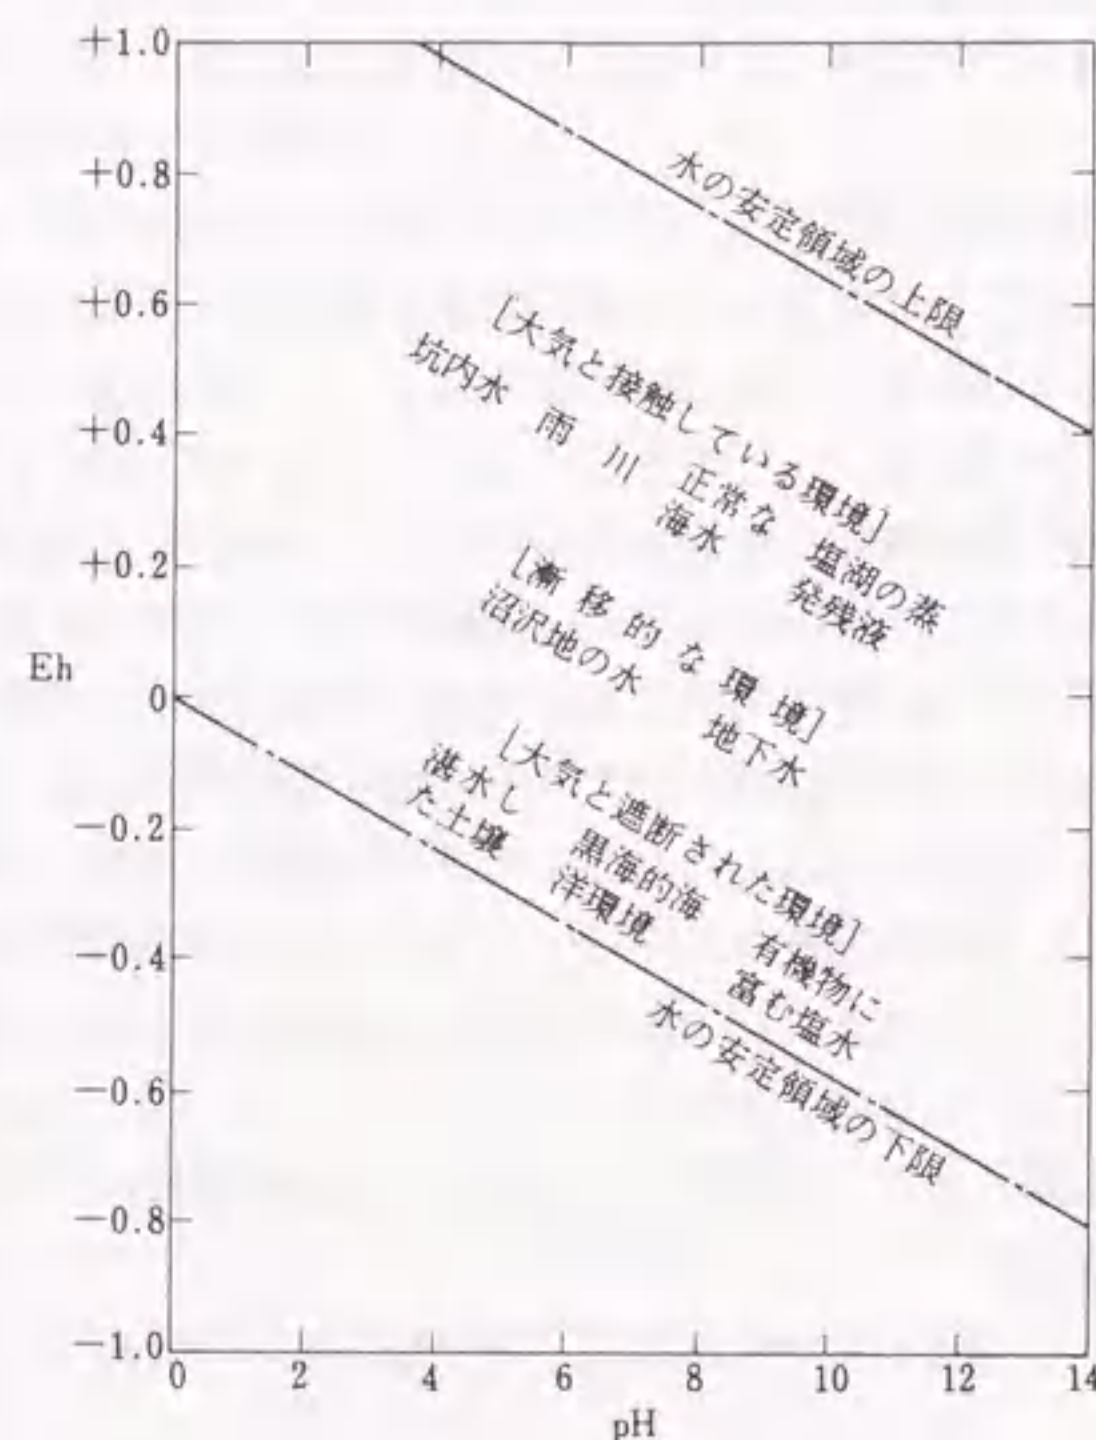 +1.0
+0.8
+0.6
+0.4
+0.2
Eh
0
−0.2
−0.4
−0.6
−0.8
−1.0
0 2 4 6 8 10 12 14
pH
水の安定領域の上限
[大気と接触している環境]
坑内水 雨 川 正常な 塩湖の蒸
海水 発残液
[漸移的な環境]
沼沢地の水 地下水
[大気と遮断された環境]
湛水し 黒海的海 有機物に
た土壌 洋環境 富む塩水
水の安定領域の下限